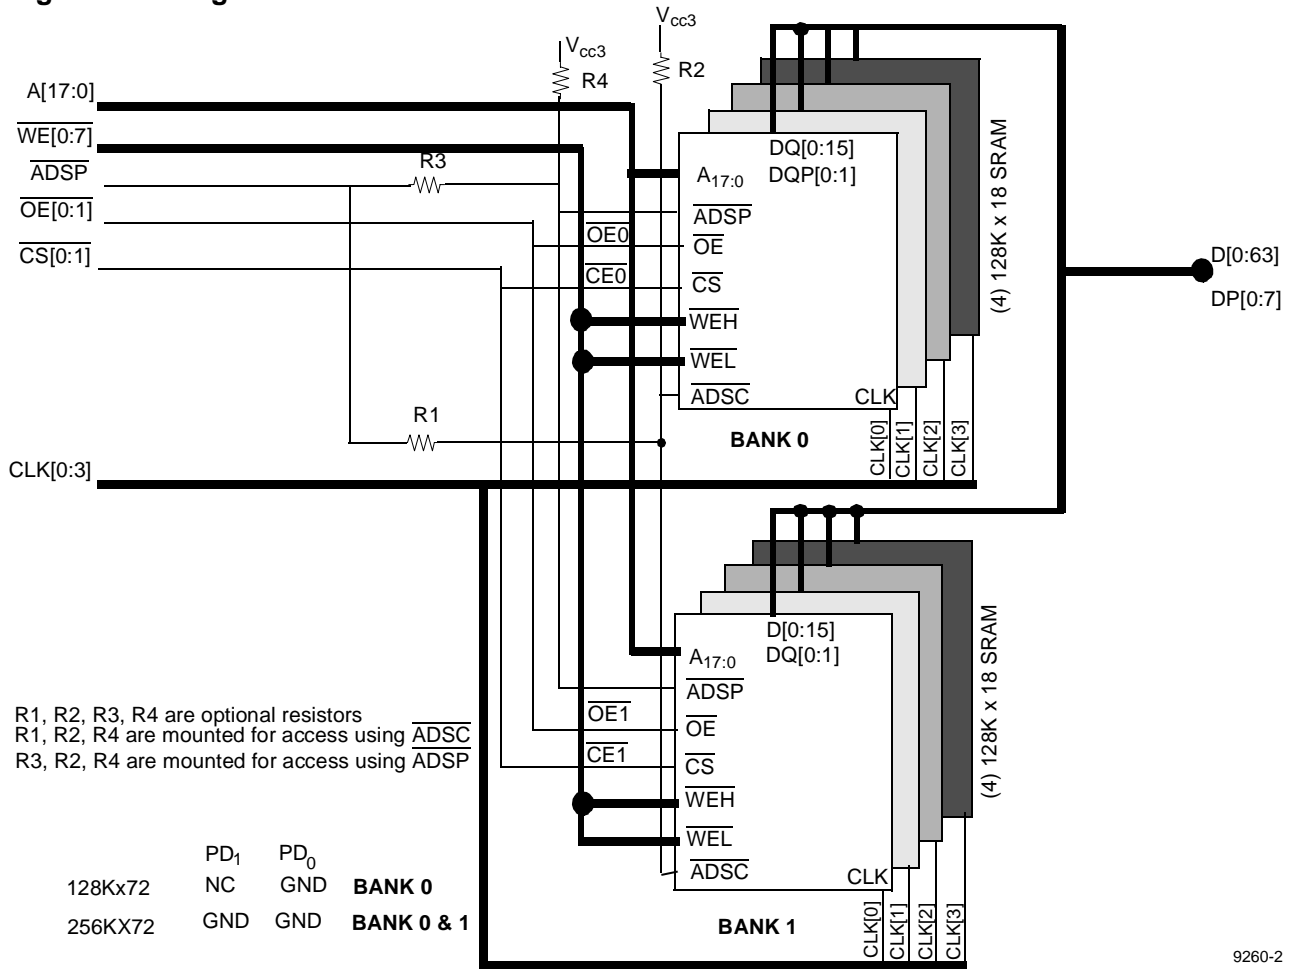 Vcc3
Vcc3
R4
R2
A[17:0]
WE[0:7]
ADSP
OE[0:1]
CS[0:1]
R3
R1
CLK[0:3]
DQ[0:15]
DQP[0:1]
A17:0
ADSP
OE0
OE
CE0
CS
WEH
WEL
ADSC
CLK
BANK 0
CLK[0]
CLK[1]
CLK[2]
CLK[3]
(4) 128K x 18 SRAM
D[0:63]
DP[0:7]
D[0:15]
DQ[0:1]
A17:0
ADSP
OE1
OE
CE1
CS
WEH
WEL
ADSC
CLK
BANK 1
CLK[0]
CLK[1]
CLK[2]
CLK[3]
(4) 128K x 18 SRAM
R1, R2, R3, R4 are optional resistors
R1, R2, R4 are mounted for access using ADSC
R3, R2, R4 are mounted for access using ADSP
PD1 PD0
128Kx72 NC GND BANK 0
256KX72 GND GND BANK 0 & 1
9260-2